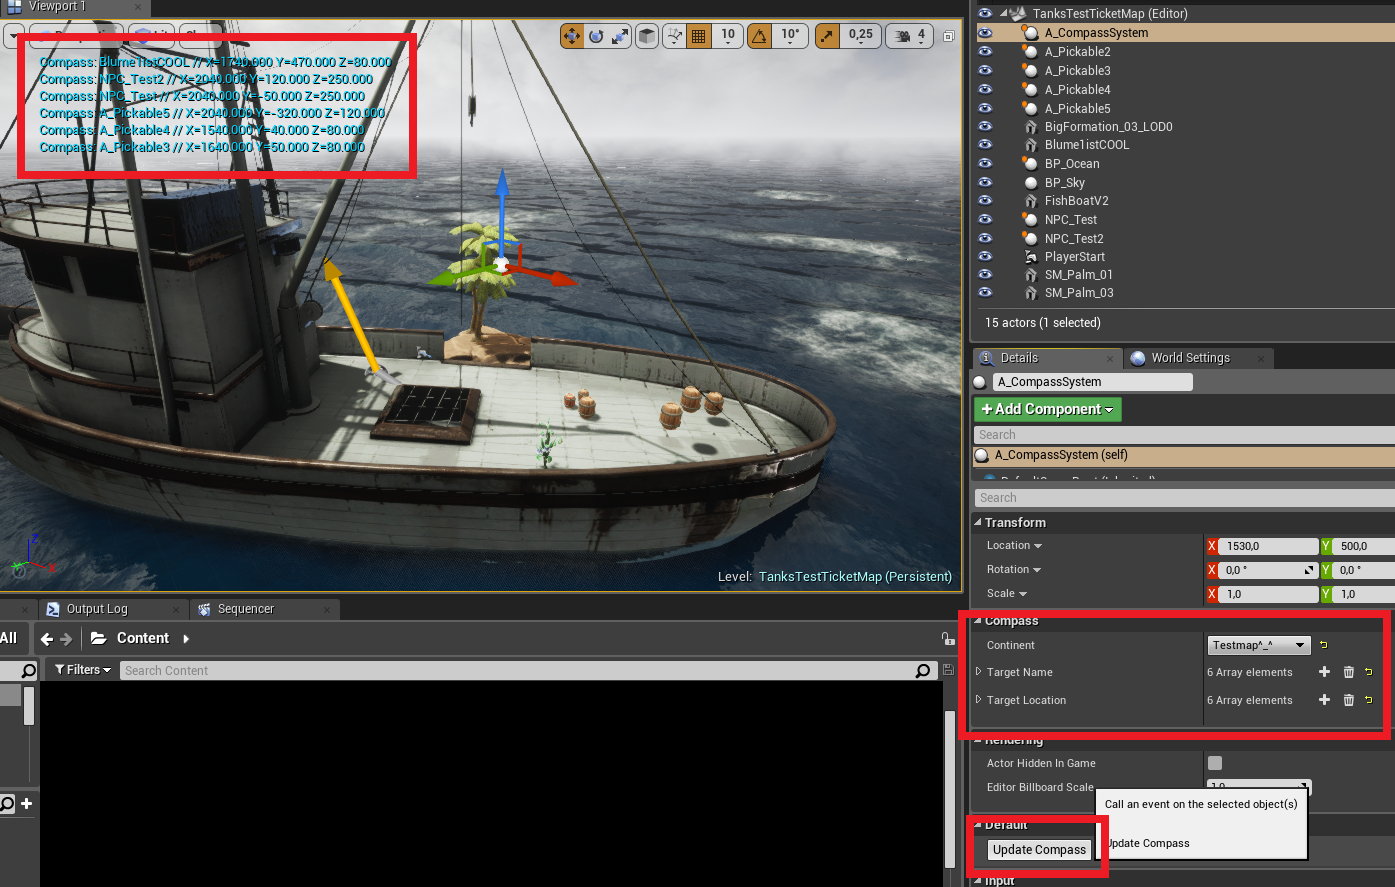 Viewport 1
10
10°
0,25
4
Compass: Blume1istCOOL // X=1740.000 Y=470.000 Z=80.000
Compass: NPC_Test2 // X=2040.000 Y=120.000 Z=250.000
Compass: NPC_Test // X=2040.000 Y=-50.000 Z=250.000
Compass: A_Pickable5 // X=2040.000 Y=-320.000 Z=120.000
Compass: A_Pickable4 // X=1540.000 Y=40.000 Z=80.000
Compass: A_Pickable3 // X=1640.000 Y=50.000 Z=80.000
Z
Y
X
Level: TanksTestTicketMap (Persistent)
Output Log
Sequencer
All
Content
Filters
Search Content
TanksTestTicketMap (Editor)
A_CompassSystem
A_Pickable2
A_Pickable3
A_Pickable4
A_Pickable5
BigFormation_03_LOD0
Blume1istCOOL
BP_Ocean
BP_Sky
FishBoatV2
NPC_Test
NPC_Test2
PlayerStart
SM_Palm_01
SM_Palm_03
15 actors (1 selected)
Details
World Settings
A_CompassSystem
+Add Component
Search
A_CompassSystem (self)
Search
Transform
Location X 1530,0 Y 500,0
Rotation X 0,0 ° Y 0,0 °
Scale X 1,0 Y 1,0
Compass
Continent Testmap^_^
Target Name 6 Array elements
Target Location 6 Array elements
Rendering
Actor Hidden In Game
Editor Billboard Scale 1,0
Call an event on the selected object(s)
Update Compass
Default
Update Compass
Input